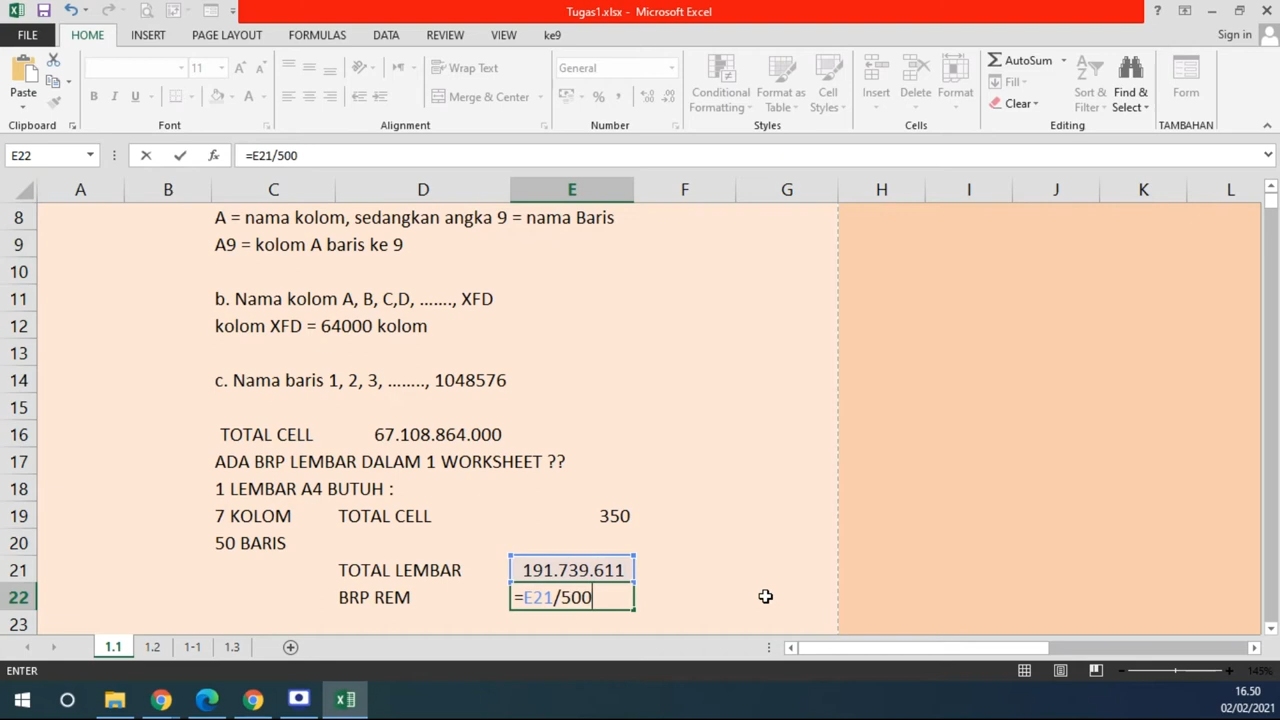 Tugas1.xlsx - Microsoft Excel
Sign in
FILE HOME INSERT PAGE LAYOUT FORMULAS DATA REVIEW VIEW ke9
Paste
Clipboard
11
B I U
Font
Wrap Text
Merge & Center
Alignment
General
Number
Conditional Formatting
Format as Table
Cell Styles
Styles
Insert
Delete
Format
Cells
AutoSum
Fill
Clear
Sort & Filter
Find & Select
Editing
Form
TAMBAHAN
E22 fx =E21/500
A B C D E F G H I J K L
8 A = nama kolom, sedangkan angka 9 = nama Baris
9 A9 = kolom A baris ke 9
10
11 b. Nama kolom A, B, C,D, ……., XFD
12 kolom XFD = 64000 kolom
13
14 c. Nama baris 1, 2, 3, …….., 1048576
15
16 TOTAL CELL 67.108.864.000
17 ADA BRP LEMBAR DALAM 1 WORKSHEET ??
18 1 LEMBAR A4 BUTUH :
19 7 KOLOM TOTAL CELL 350
20 50 BARIS
21 TOTAL LEMBAR 191.739.611
22 BRP REM =E21/500
23
1.1 1.2 1-1 1.3
ENTER 145%
16.50
02/02/2021